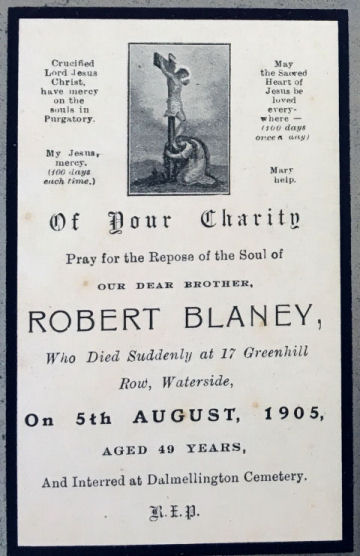 Crucified
Lord Jesus
Christ,
have mercy
on the
souls in
Purgatory.
My Jesus,
mercy.
(100 days
each time.)
May
the Sacred
Heart of
Jesus be
loved
every-
where —
(100 days
once a day)
Mary
help.
Of Your Charity
Pray for the Repose of the Soul of
OUR DEAR BROTHER,
ROBERT BLANEY,
Who Died Suddenly at 17 Greenhill
Row, Waterside,
On 5th AUGUST, 1905,
AGED 49 YEARS,
And Interred at Dalmellington Cemetery.
R.I.P.